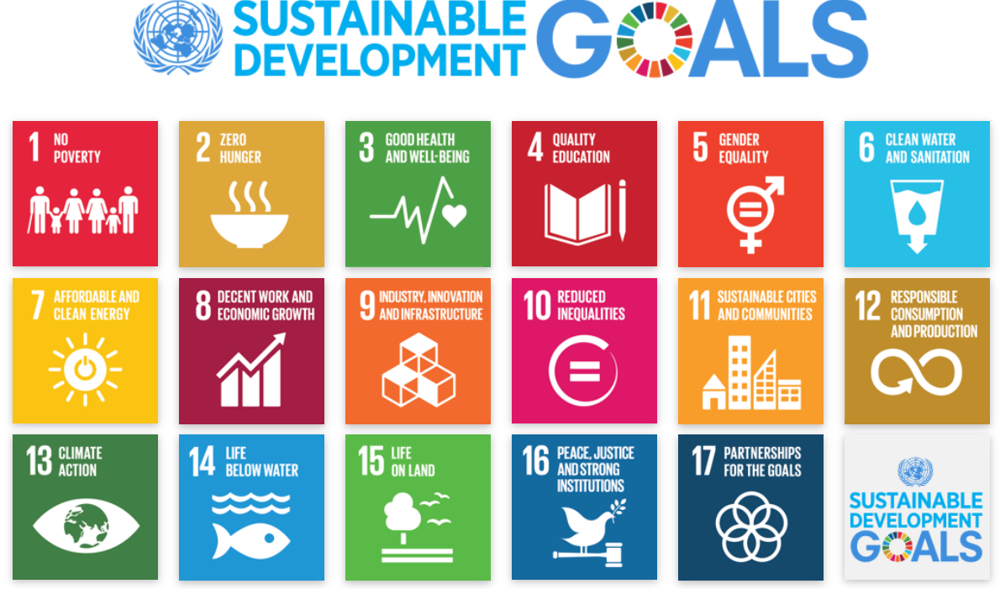 SUSTAINABLE
DEVELOPMENT
GOALS
1 NO
POVERTY
2 ZERO
HUNGER
3 GOOD HEALTH
AND WELL-BEING
4 QUALITY
EDUCATION
5 GENDER
EQUALITY
6 CLEAN WATER
AND SANITATION
7 AFFORDABLE AND
CLEAN ENERGY
8 DECENT WORK AND
ECONOMIC GROWTH
9 INDUSTRY, INNOVATION
AND INFRASTRUCTURE
10 REDUCED
INEQUALITIES
11 SUSTAINABLE CITIES
AND COMMUNITIES
12 RESPONSIBLE
CONSUMPTION
AND PRODUCTION
13 CLIMATE
ACTION
14 LIFE
BELOW WATER
15 LIFE
ON LAND
16 PEACE, JUSTICE
AND STRONG
INSTITUTIONS
17 PARTNERSHIPS
FOR THE GOALS
SUSTAINABLE
DEVELOPMENT
GOALS